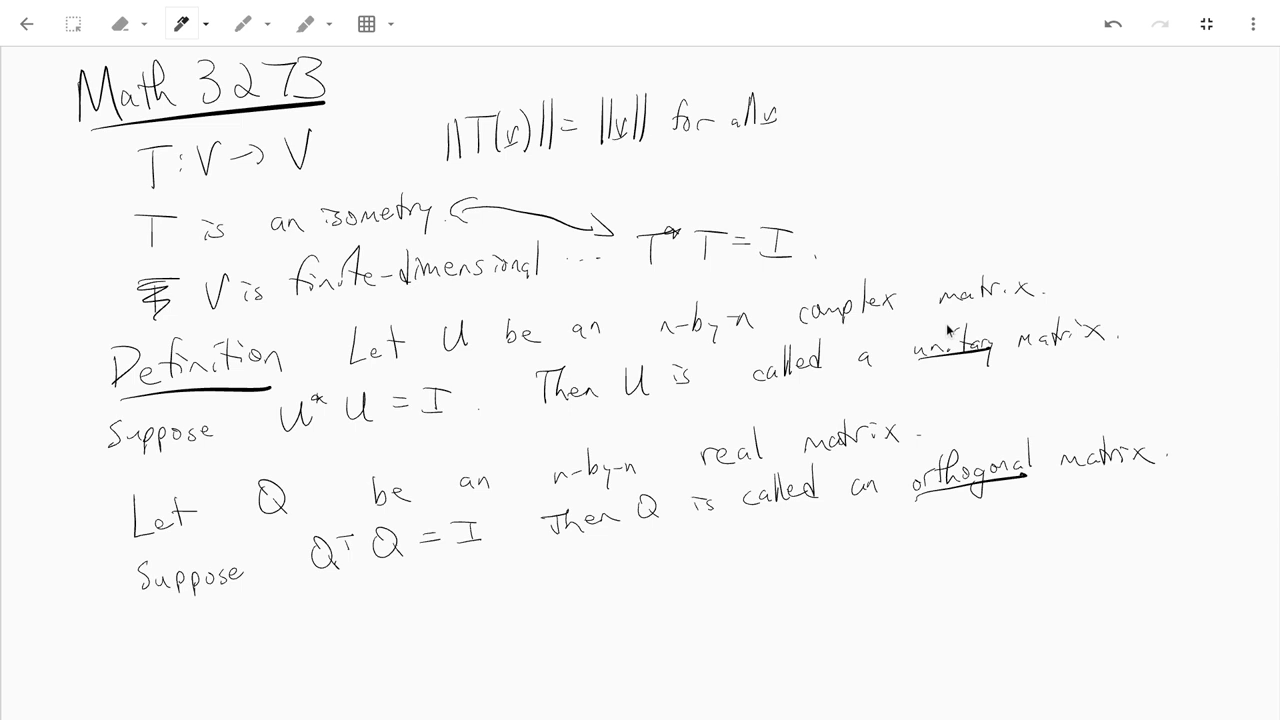 Math 3273
||T(v)|| = ||v|| for all v
T : V → V
T is an isometry.
T* T = I.
V is finite-dimensional ...
Definition Let U be an n-by-n complex matrix.
Suppose U* U = I. Then U is called a unitary matrix.
Let Q be an n-by-n real matrix.
Suppose Qᵀ Q = I Then Q is called an orthogonal matrix.